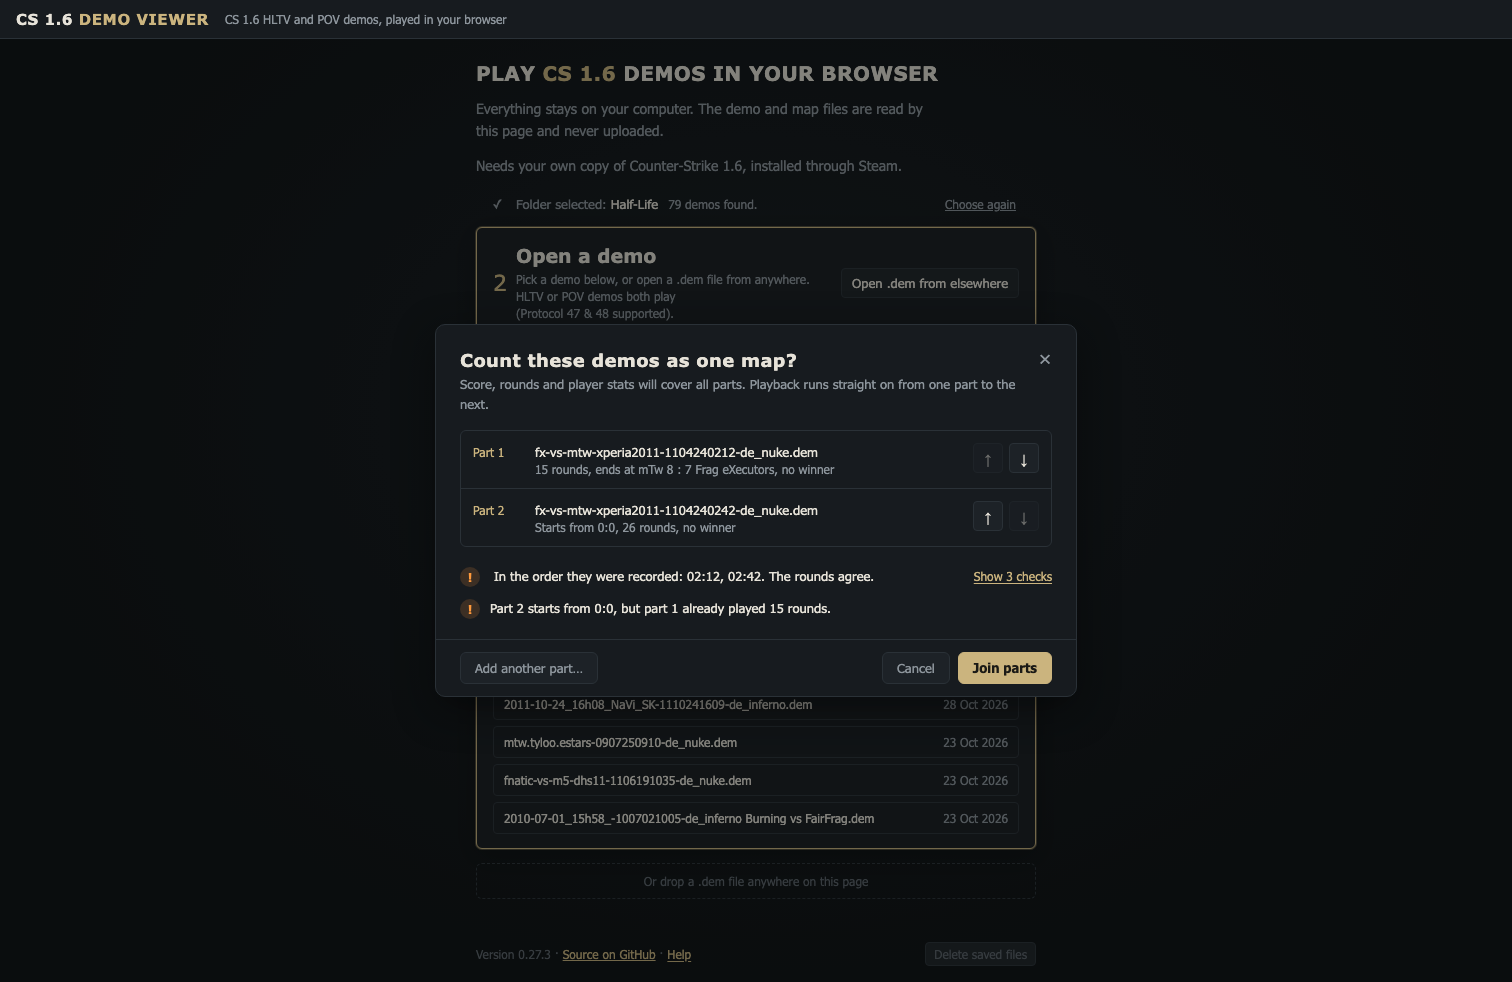 CS 1.6 DEMO VIEWER CS 1.6 HLTV and POV demos, played in your browser
PLAY CS 1.6 DEMOS IN YOUR BROWSER
Everything stays on your computer. The demo and map files are read by
this page and never uploaded.
Needs your own copy of Counter-Strike 1.6, installed through Steam.
✓ Folder selected: Half-Life 79 demos found. Choose again
Open a demo
2 Pick a demo below, or open a .dem file from anywhere.
HLTV or POV demos both play
(Protocol 47 & 48 supported).
Open .dem from elsewhere
Count these demos as one map? ✕
Score, rounds and player stats will cover all parts. Playback runs straight on from one part to the
next.
Part 1 fx-vs-mtw-xperia2011-1104240212-de_nuke.dem ↑ ↓
15 rounds, ends at mTw 8 : 7 Frag eXecutors, no winner
Part 2 fx-vs-mtw-xperia2011-1104240242-de_nuke.dem ↑ ↓
Starts from 0:0, 26 rounds, no winner
! In the order they were recorded: 02:12, 02:42. The rounds agree. Show 3 checks
! Part 2 starts from 0:0, but part 1 already played 15 rounds.
Add another part... Cancel Join parts
2011-10-24_16h08_NaVi_SK-1110241609-de_inferno.dem 28 Oct 2026
mtw.tyloo.estars-0907250910-de_nuke.dem 23 Oct 2026
fnatic-vs-m5-dhs11-1106191035-de_nuke.dem 23 Oct 2026
2010-07-01_15h58_-1007021005-de_inferno Burning vs FairFrag.dem 23 Oct 2026
Or drop a .dem file anywhere on this page
Version 0.27.3 · Source on GitHub · Help Delete saved files